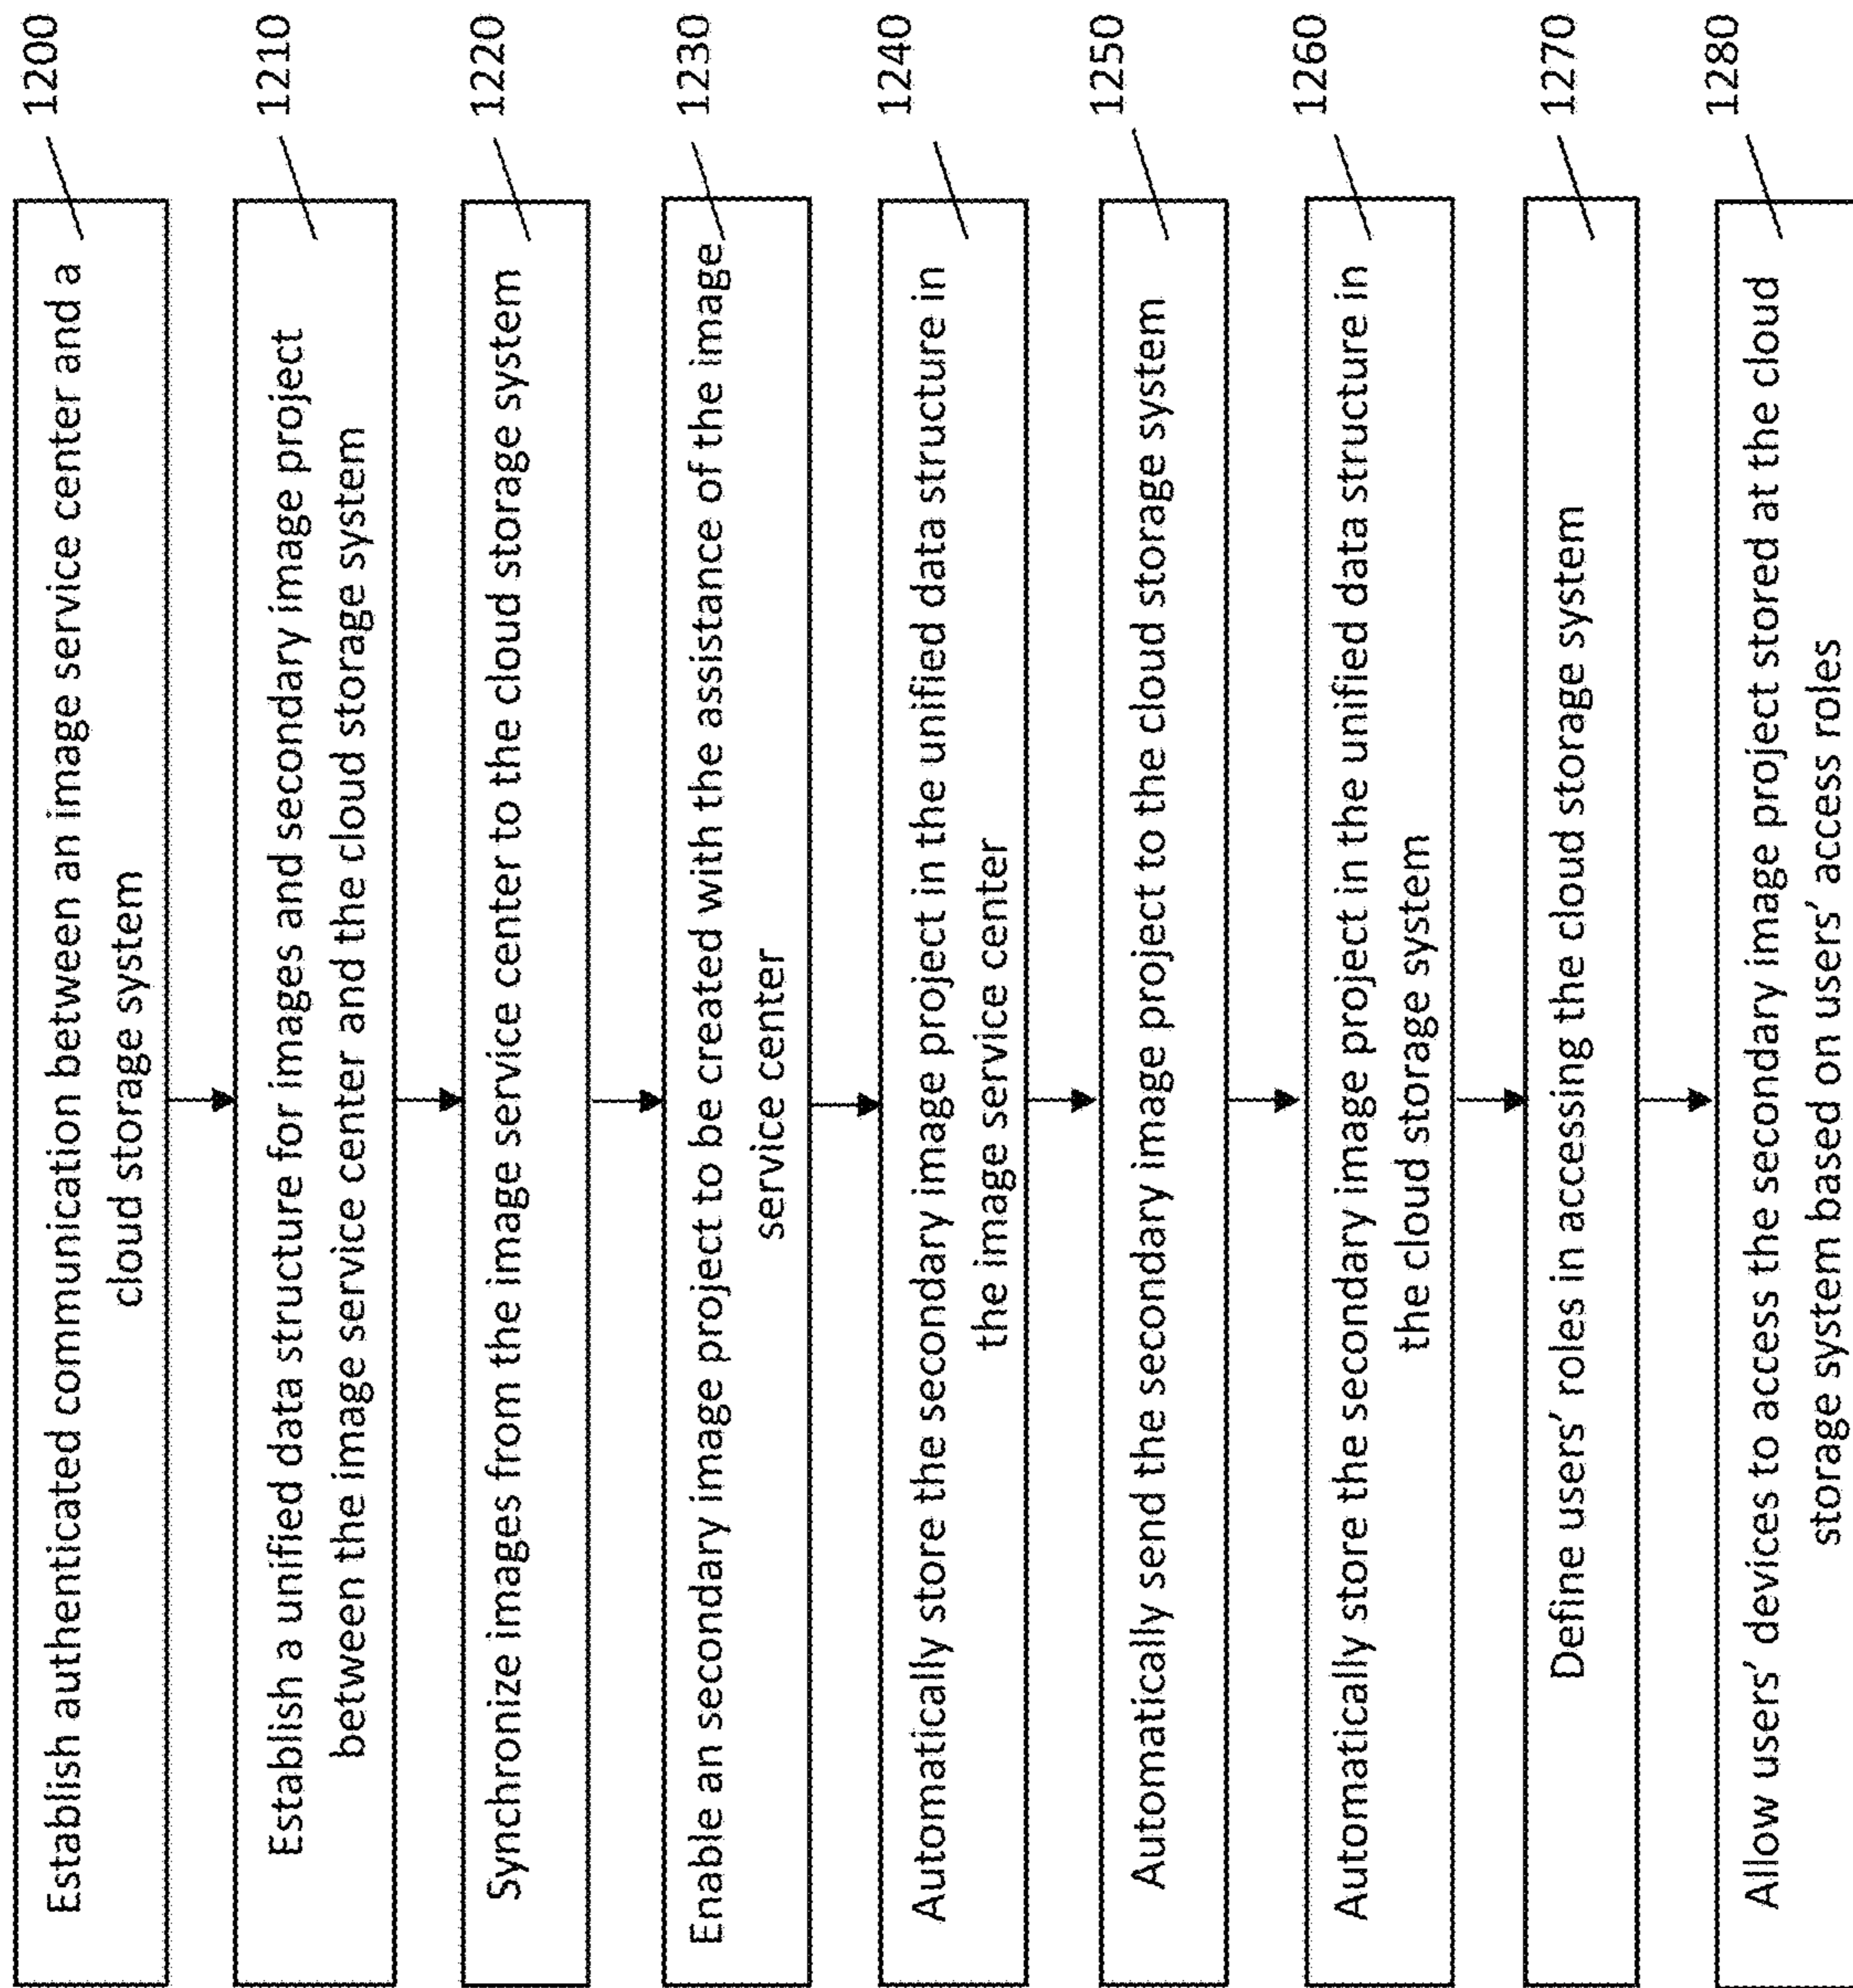 Establish authenticated communication between an image service center and a
cloud storage system
1200
Establish a unified data structure for images and secondary image project
between the image service center and the cloud storage system
1210
Synchronize images from the image service center to the cloud storage system
1220
Enable an secondary image project to be created with the assistance of the image
service center
1230
Automatically store the secondary image project in the unified data structure in
the image service center
1240
Automatically send the secondary image project to the cloud storage system
1250
Automatically store the secondary image project in the unified data structure in
the cloud storage system
1260
Define users' roles in accessing the cloud storage system
1270
Allow users' devices to access the secondary image project stored at the cloud
storage system based on users' access roles
1280